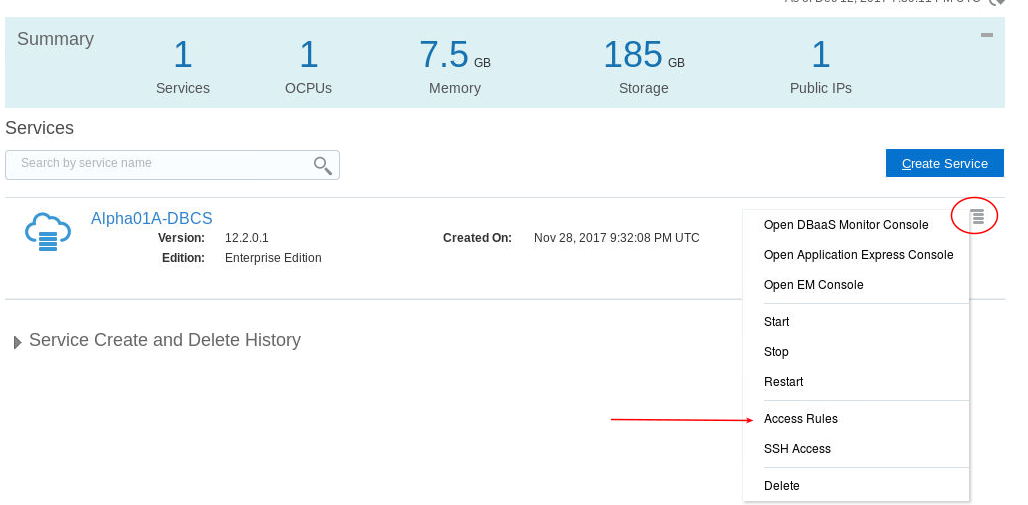 Summary
1 1 7.5 GB 185 GB 1
Services OCPUs Memory Storage Public IPs
Services
Search by service name
Create Service
Alpha01A-DBCS
Version: 12.2.0.1 Created On: Nov 28, 2017 9:32:08 PM UTC
Edition: Enterprise Edition
Open DBaaS Monitor Console
Open Application Express Console
Open EM Console
Start
Stop
Restart
Access Rules
SSH Access
Delete
Service Create and Delete History